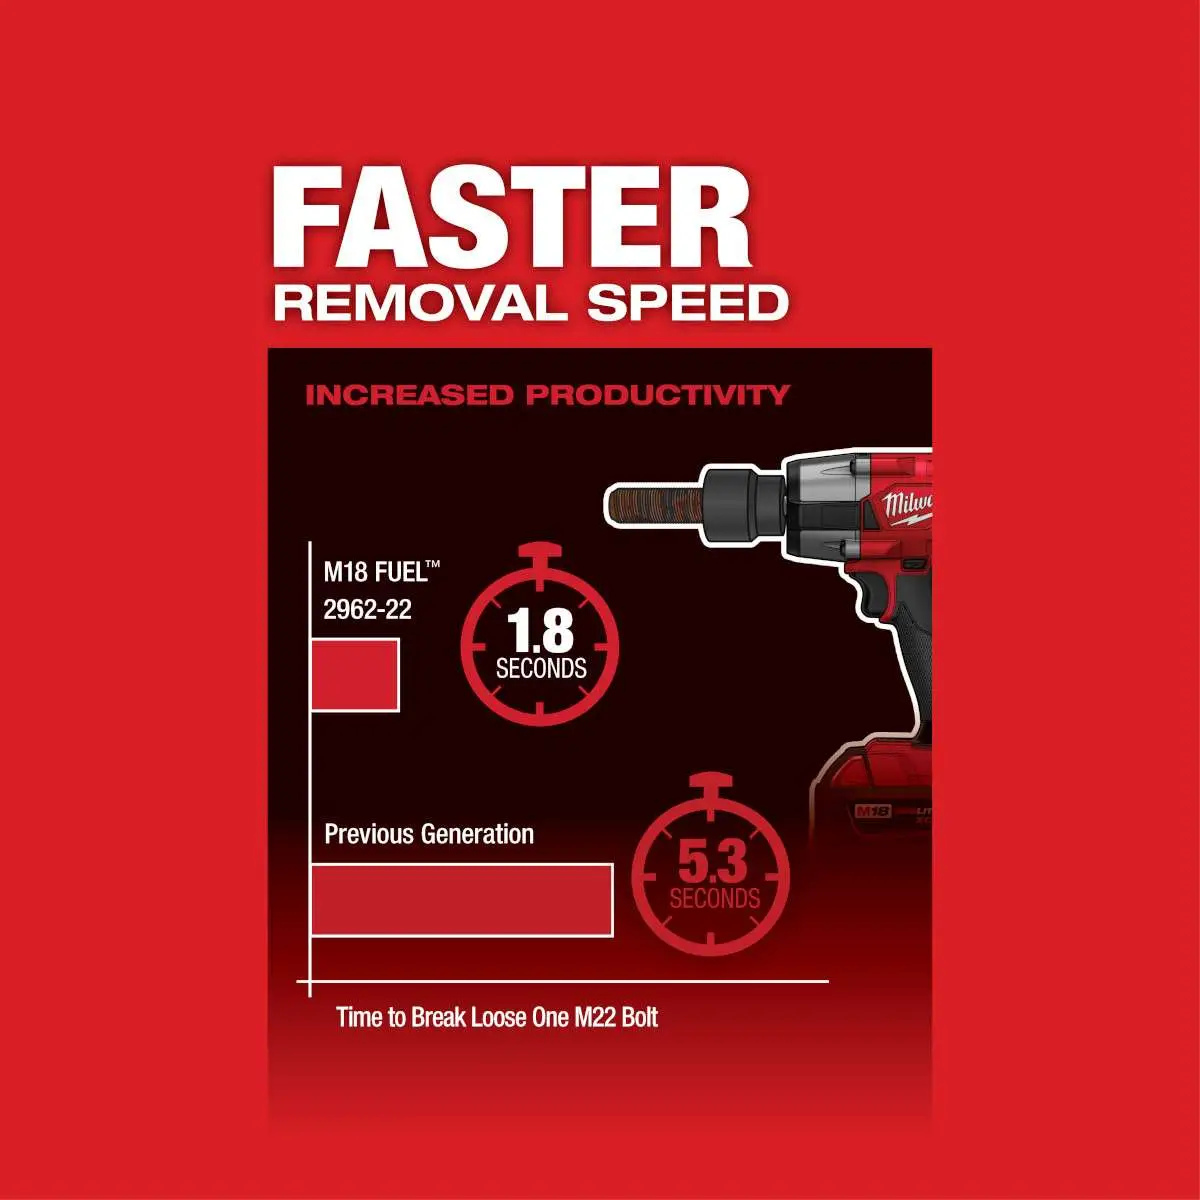 FASTER
REMOVAL SPEED
INCREASED PRODUCTIVITY
M18 FUEL™
2962-22
1.8
SECONDS
Previous Generation
5.3
SECONDS
M18
Time to Break Loose One M22 Bolt